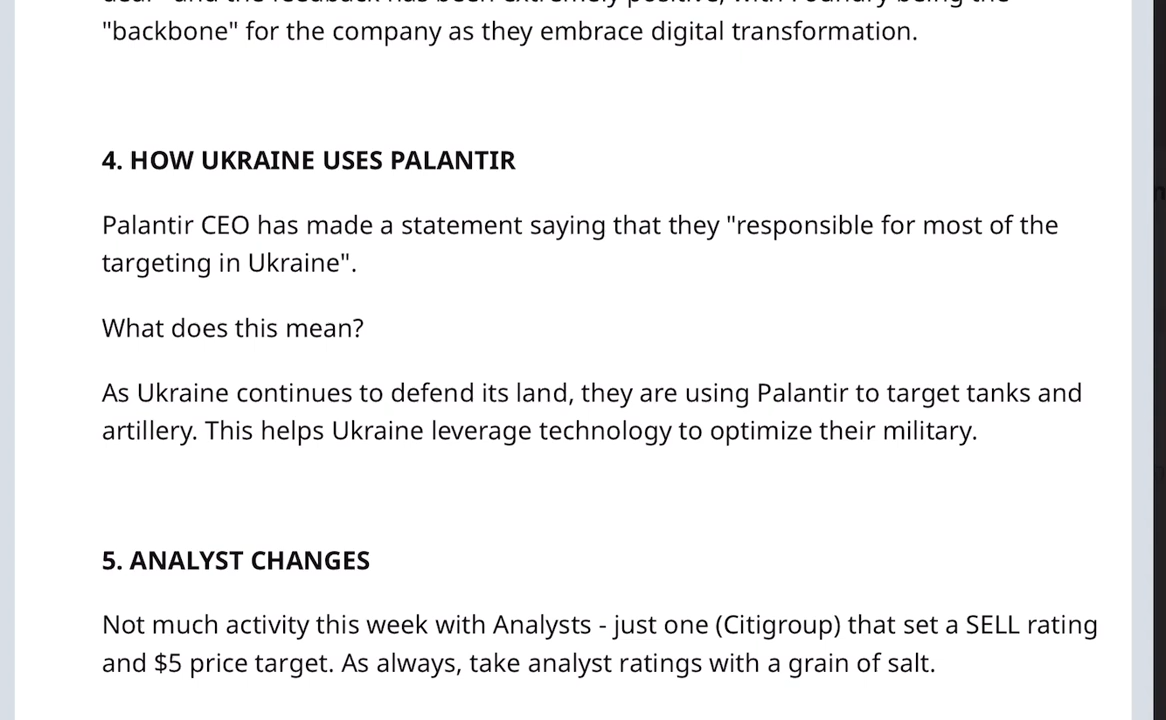 "backbone" for the company as they embrace digital transformation.
4. HOW UKRAINE USES PALANTIR
Palantir CEO has made a statement saying that they "responsible for most of the
targeting in Ukraine".
What does this mean?
As Ukraine continues to defend its land, they are using Palantir to target tanks and
artillery. This helps Ukraine leverage technology to optimize their military.
5. ANALYST CHANGES
Not much activity this week with Analysts - just one (Citigroup) that set a SELL rating
and $5 price target. As always, take analyst ratings with a grain of salt.